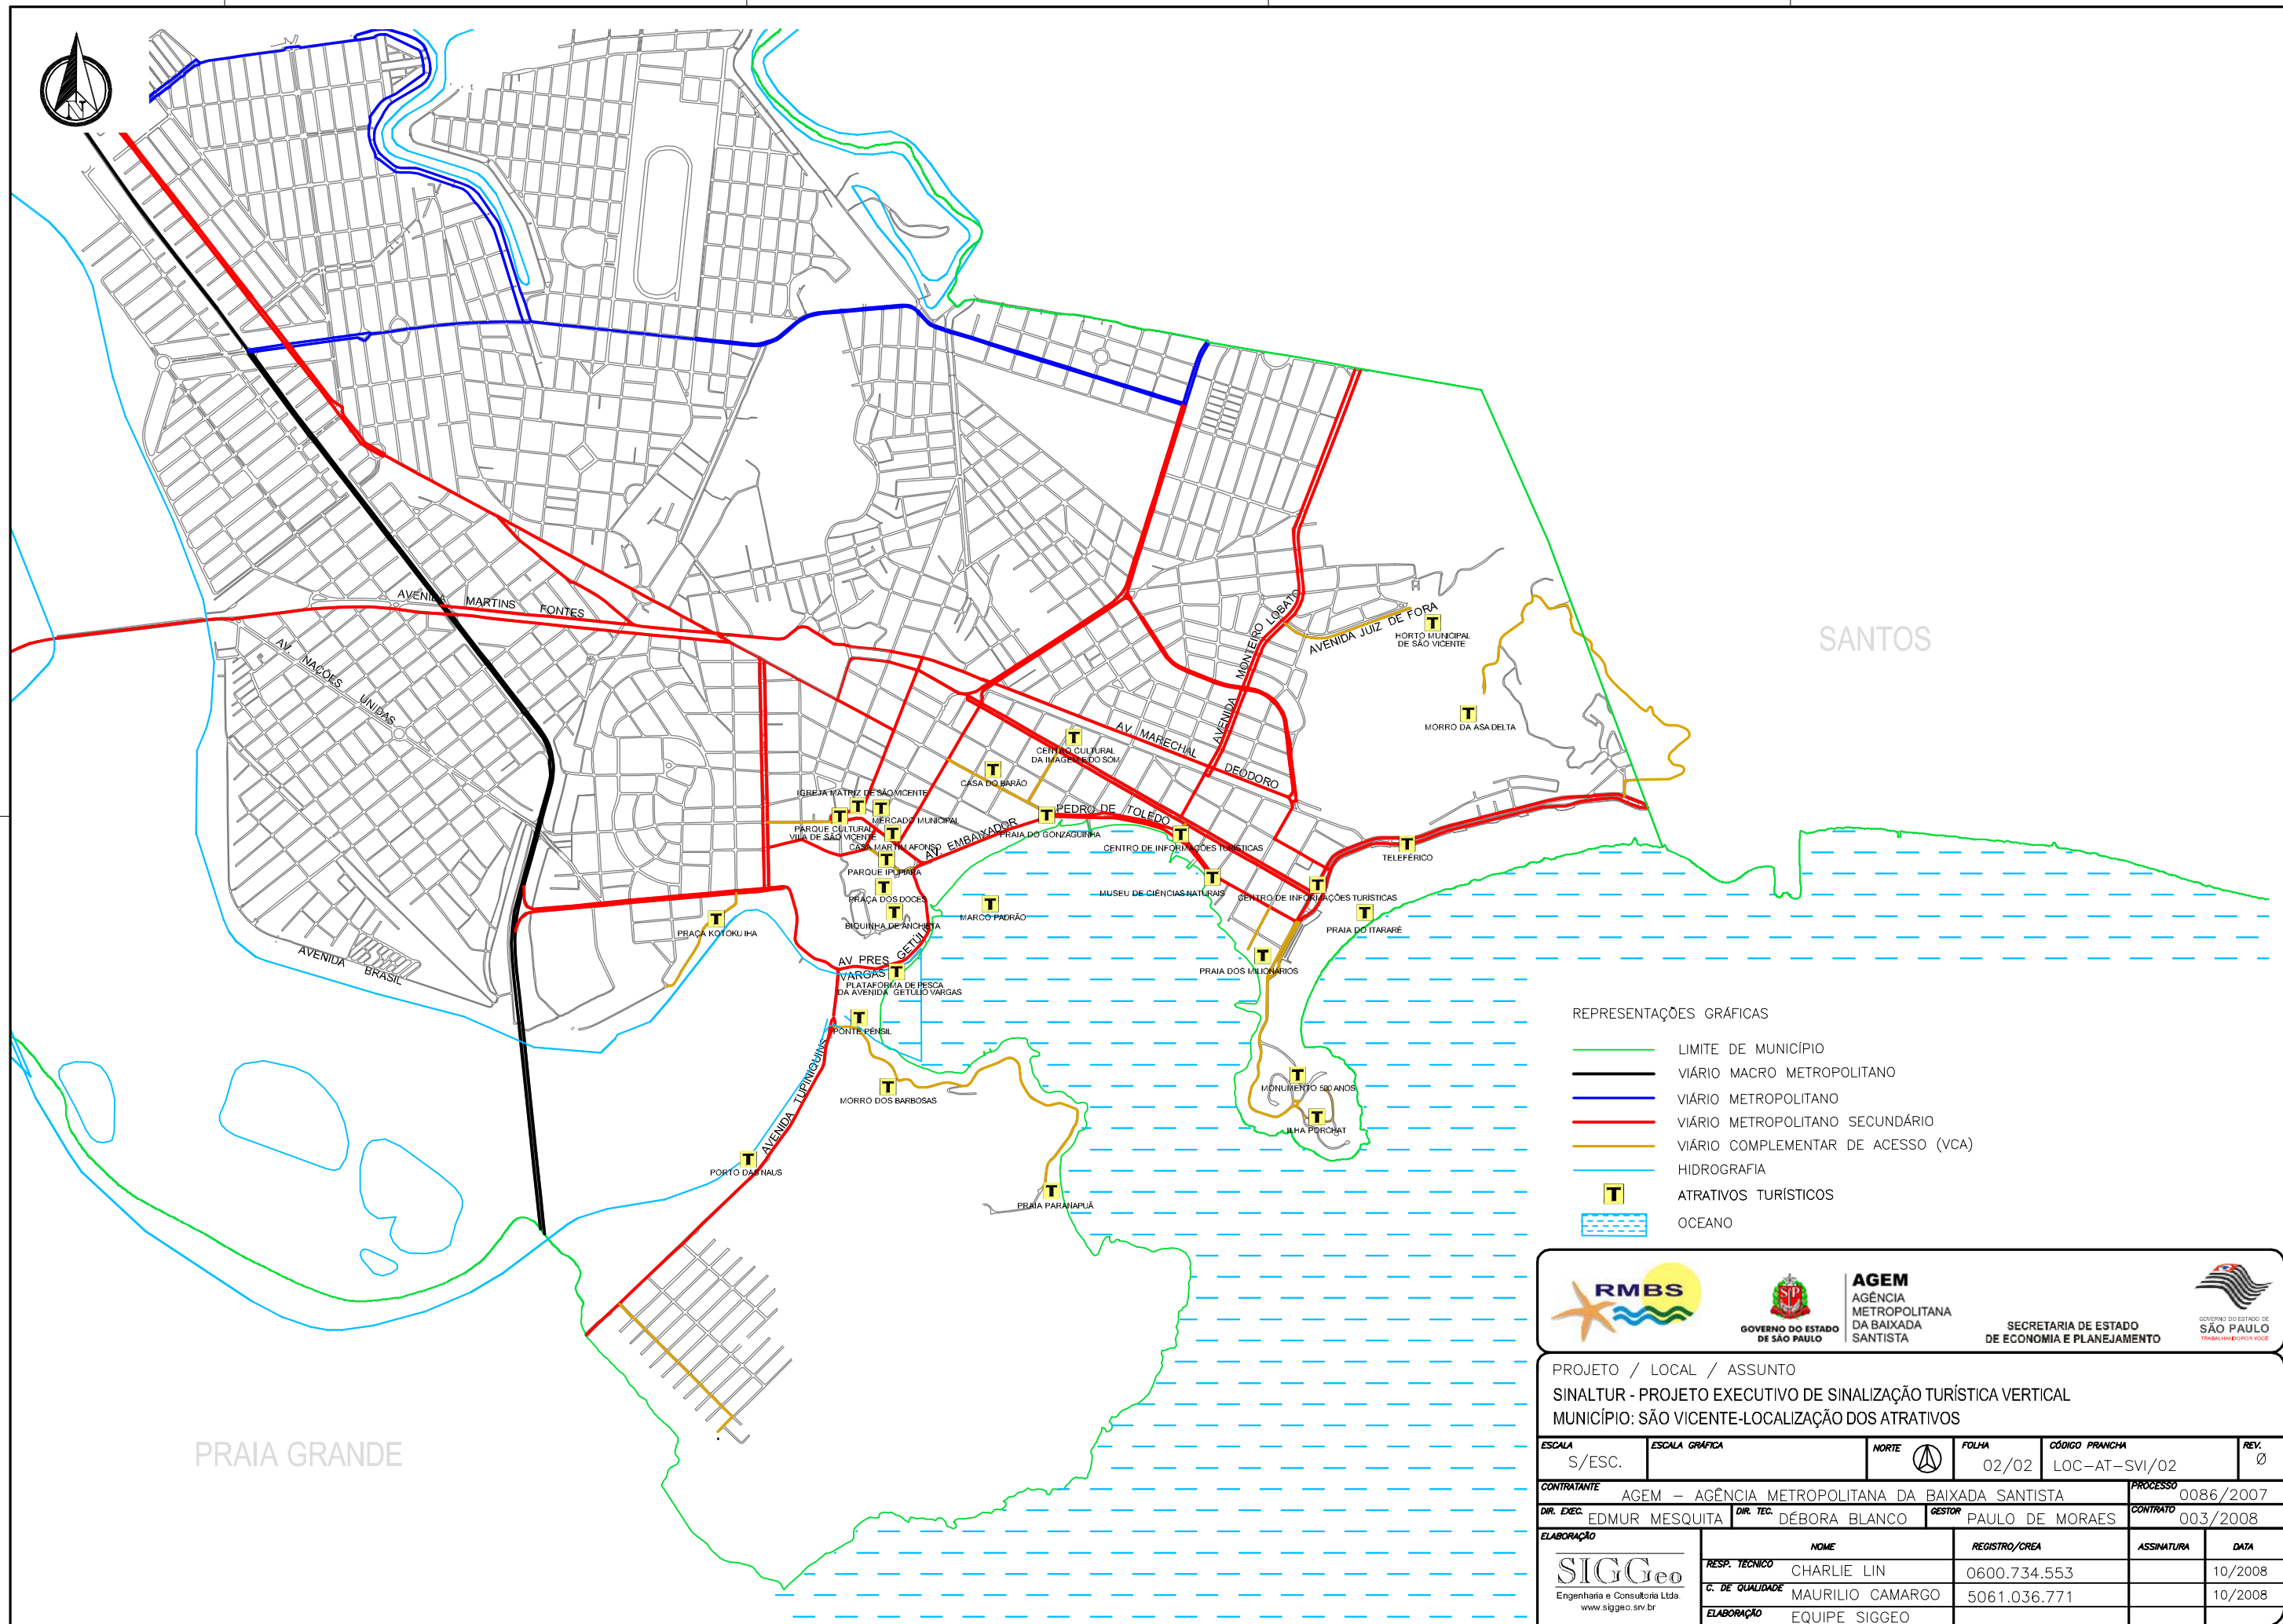 N
AVENIDA MARTINS FONTES
AV. NAÇÕES UNIDAS
AVENIDA BRASIL
AVENIDA MONTEIRO LOBATO
AVENIDA JUIZ DE FORA
HORTO MUNICIPAL
DE SÃO VICENTE
SANTOS
MORRO DA ASA DELTA
AV. MARECHAL DEODORO
CENTRO CULTURAL
DA IMAGEM E DO SOM
CASA DO BARÃO
IGREJA MATRIZ DE SÃO VICENTE
MERCADO MUNICIPAL
PARQUE CULTURAL
VILA DE SÃO VICENTE
CASA MARTIM AFONSO
AV. EMBAIXADOR PEDRO DE TOLEDO
PRAIA DO GONZAGUINHA
CENTRO DE INFORMAÇÕES TURÍSTICAS
TELEFÉRICO
PARQUE IPUPIARA
PRAÇA DOS DOCES
MUSEU DE CIÊNCIAS NATURAIS
CENTRO DE INFORMAÇÕES TURÍSTICAS
BIQUINHA DE ANCHIETA
MARCO PADRÃO
PRAIA DO ITARARÉ
PRAÇA KOTOKU IHA
AV PRES GETÚLIO
VARGAS
PLATAFORMA DE PESCA
DA AVENIDA GETÚLIO VARGAS
PRAIA DOS MILIONÁRIOS
PONTE PÊNSIL
MORRO DOS BARBOSAS
MONUMENTO 500 ANOS
ILHA PORCHAT
AVENIDA TUPINIQUINS
PORTO DAS NAUS
PRAIA PARANAPUÃ
PRAIA GRANDE
REPRESENTAÇÕES GRÁFICAS
LIMITE DE MUNICÍPIO
VIÁRIO MACRO METROPOLITANO
VIÁRIO METROPOLITANO
VIÁRIO METROPOLITANO SECUNDÁRIO
VIÁRIO COMPLEMENTAR DE ACESSO (VCA)
HIDROGRAFIA
T ATRATIVOS TURÍSTICOS
OCEANO
RMBS
GOVERNO DO ESTADO
DE SÃO PAULO
AGEM
AGÊNCIA
METROPOLITANA
DA BAIXADA
SANTISTA
SECRETARIA DE ESTADO
DE ECONOMIA E PLANEJAMENTO
GOVERNO DO ESTADO DE
SÃO PAULO
TRABALHANDO POR VOCÊ
PROJETO / LOCAL / ASSUNTO
SINALTUR - PROJETO EXECUTIVO DE SINALIZAÇÃO TURÍSTICA VERTICAL
MUNICÍPIO: SÃO VICENTE-LOCALIZAÇÃO DOS ATRATIVOS
ESCALA S/ESC. ESCALA GRÁFICA NORTE FOLHA 02/02 CÓDIGO PRANCHA LOC-AT-SVI/02 REV. Ø
CONTRATANTE AGEM - AGÊNCIA METROPOLITANA DA BAIXADA SANTISTA PROCESSO 0086/2007
DIR. EXEC. EDMUR MESQUITA DIR. TEC. DÉBORA BLANCO GESTOR PAULO DE MORAES CONTRATO 003/2008
ELABORAÇÃO NOME REGISTRO/CREA ASSINATURA DATA
SIGGeo
Engenharia e Consultoria Ltda.
www.siggeo.srv.br
RESP. TÉCNICO CHARLIE LIN 0600.734.553 10/2008
C. DE QUALIDADE MAURILIO CAMARGO 5061.036.771 10/2008
ELABORAÇÃO EQUIPE SIGGEO